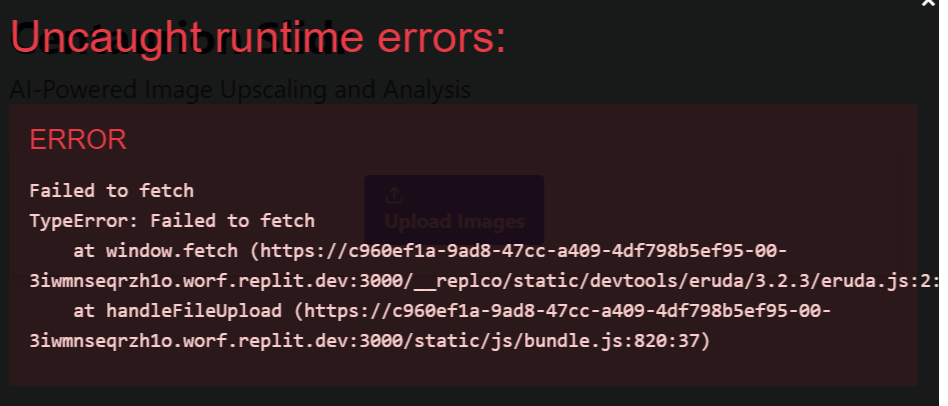 Uncaught runtime errors:
AI-Powered Image Upscaling and Analysis
ERROR
Failed to fetch
TypeError: Failed to fetch
Upload Images
at window.fetch (https://c960ef1a-9ad8-47cc-a409-4df798b5ef95-00-
3iwmnseqrzh1o.worf.replit.dev:3000/__replco/static/devtools/eruda/3.2.3/eruda.js:2:
at handleFileUpload (https://c960ef1a-9ad8-47cc-a409-4df798b5ef95-00-
3iwmnseqrzh1o.worf.replit.dev:3000/static/js/bundle.js:820:37)